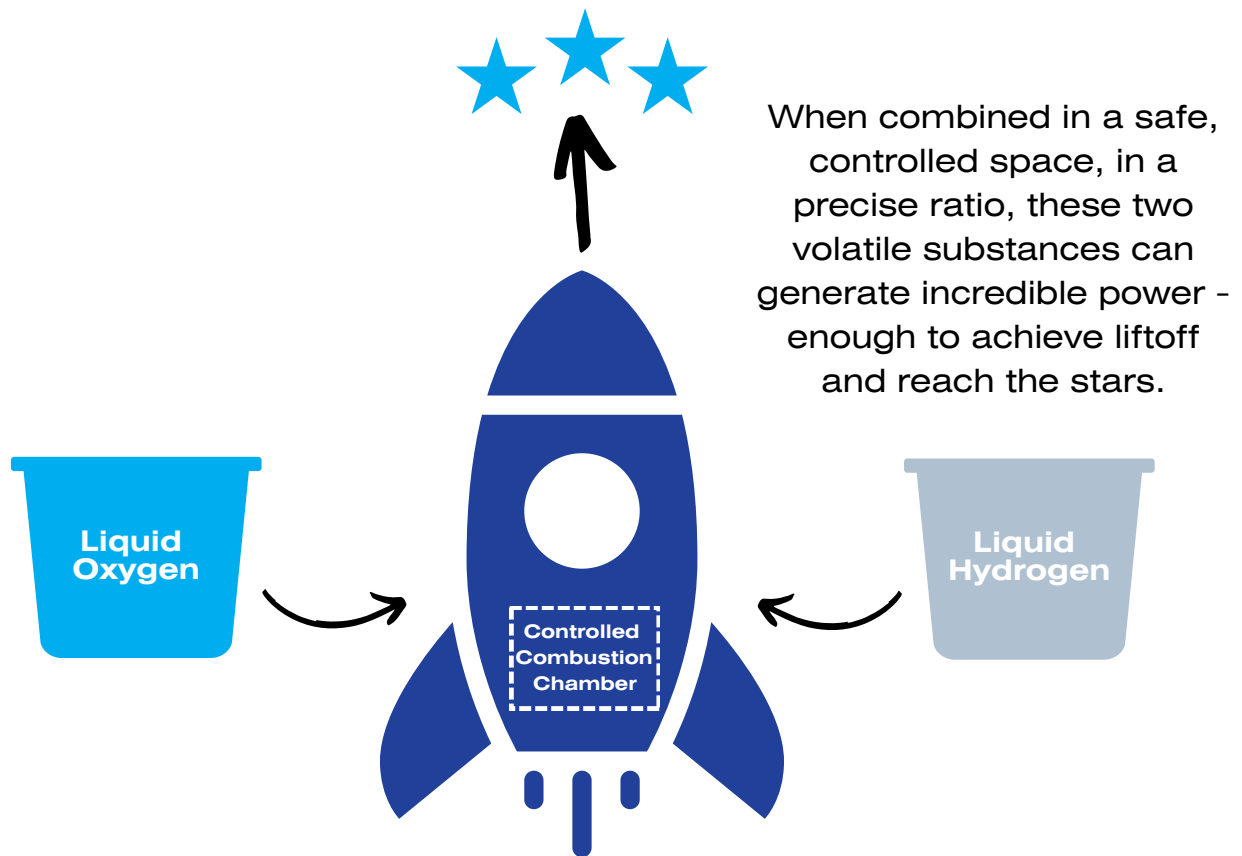 When combined in a safe,
controlled space, in a
precise ratio, these two
volatile substances can
generate incredible power -
enough to achieve liftoff
and reach the stars.
Liquid
Oxygen
Liquid
Hydrogen
Controlled
Combustion
Chamber